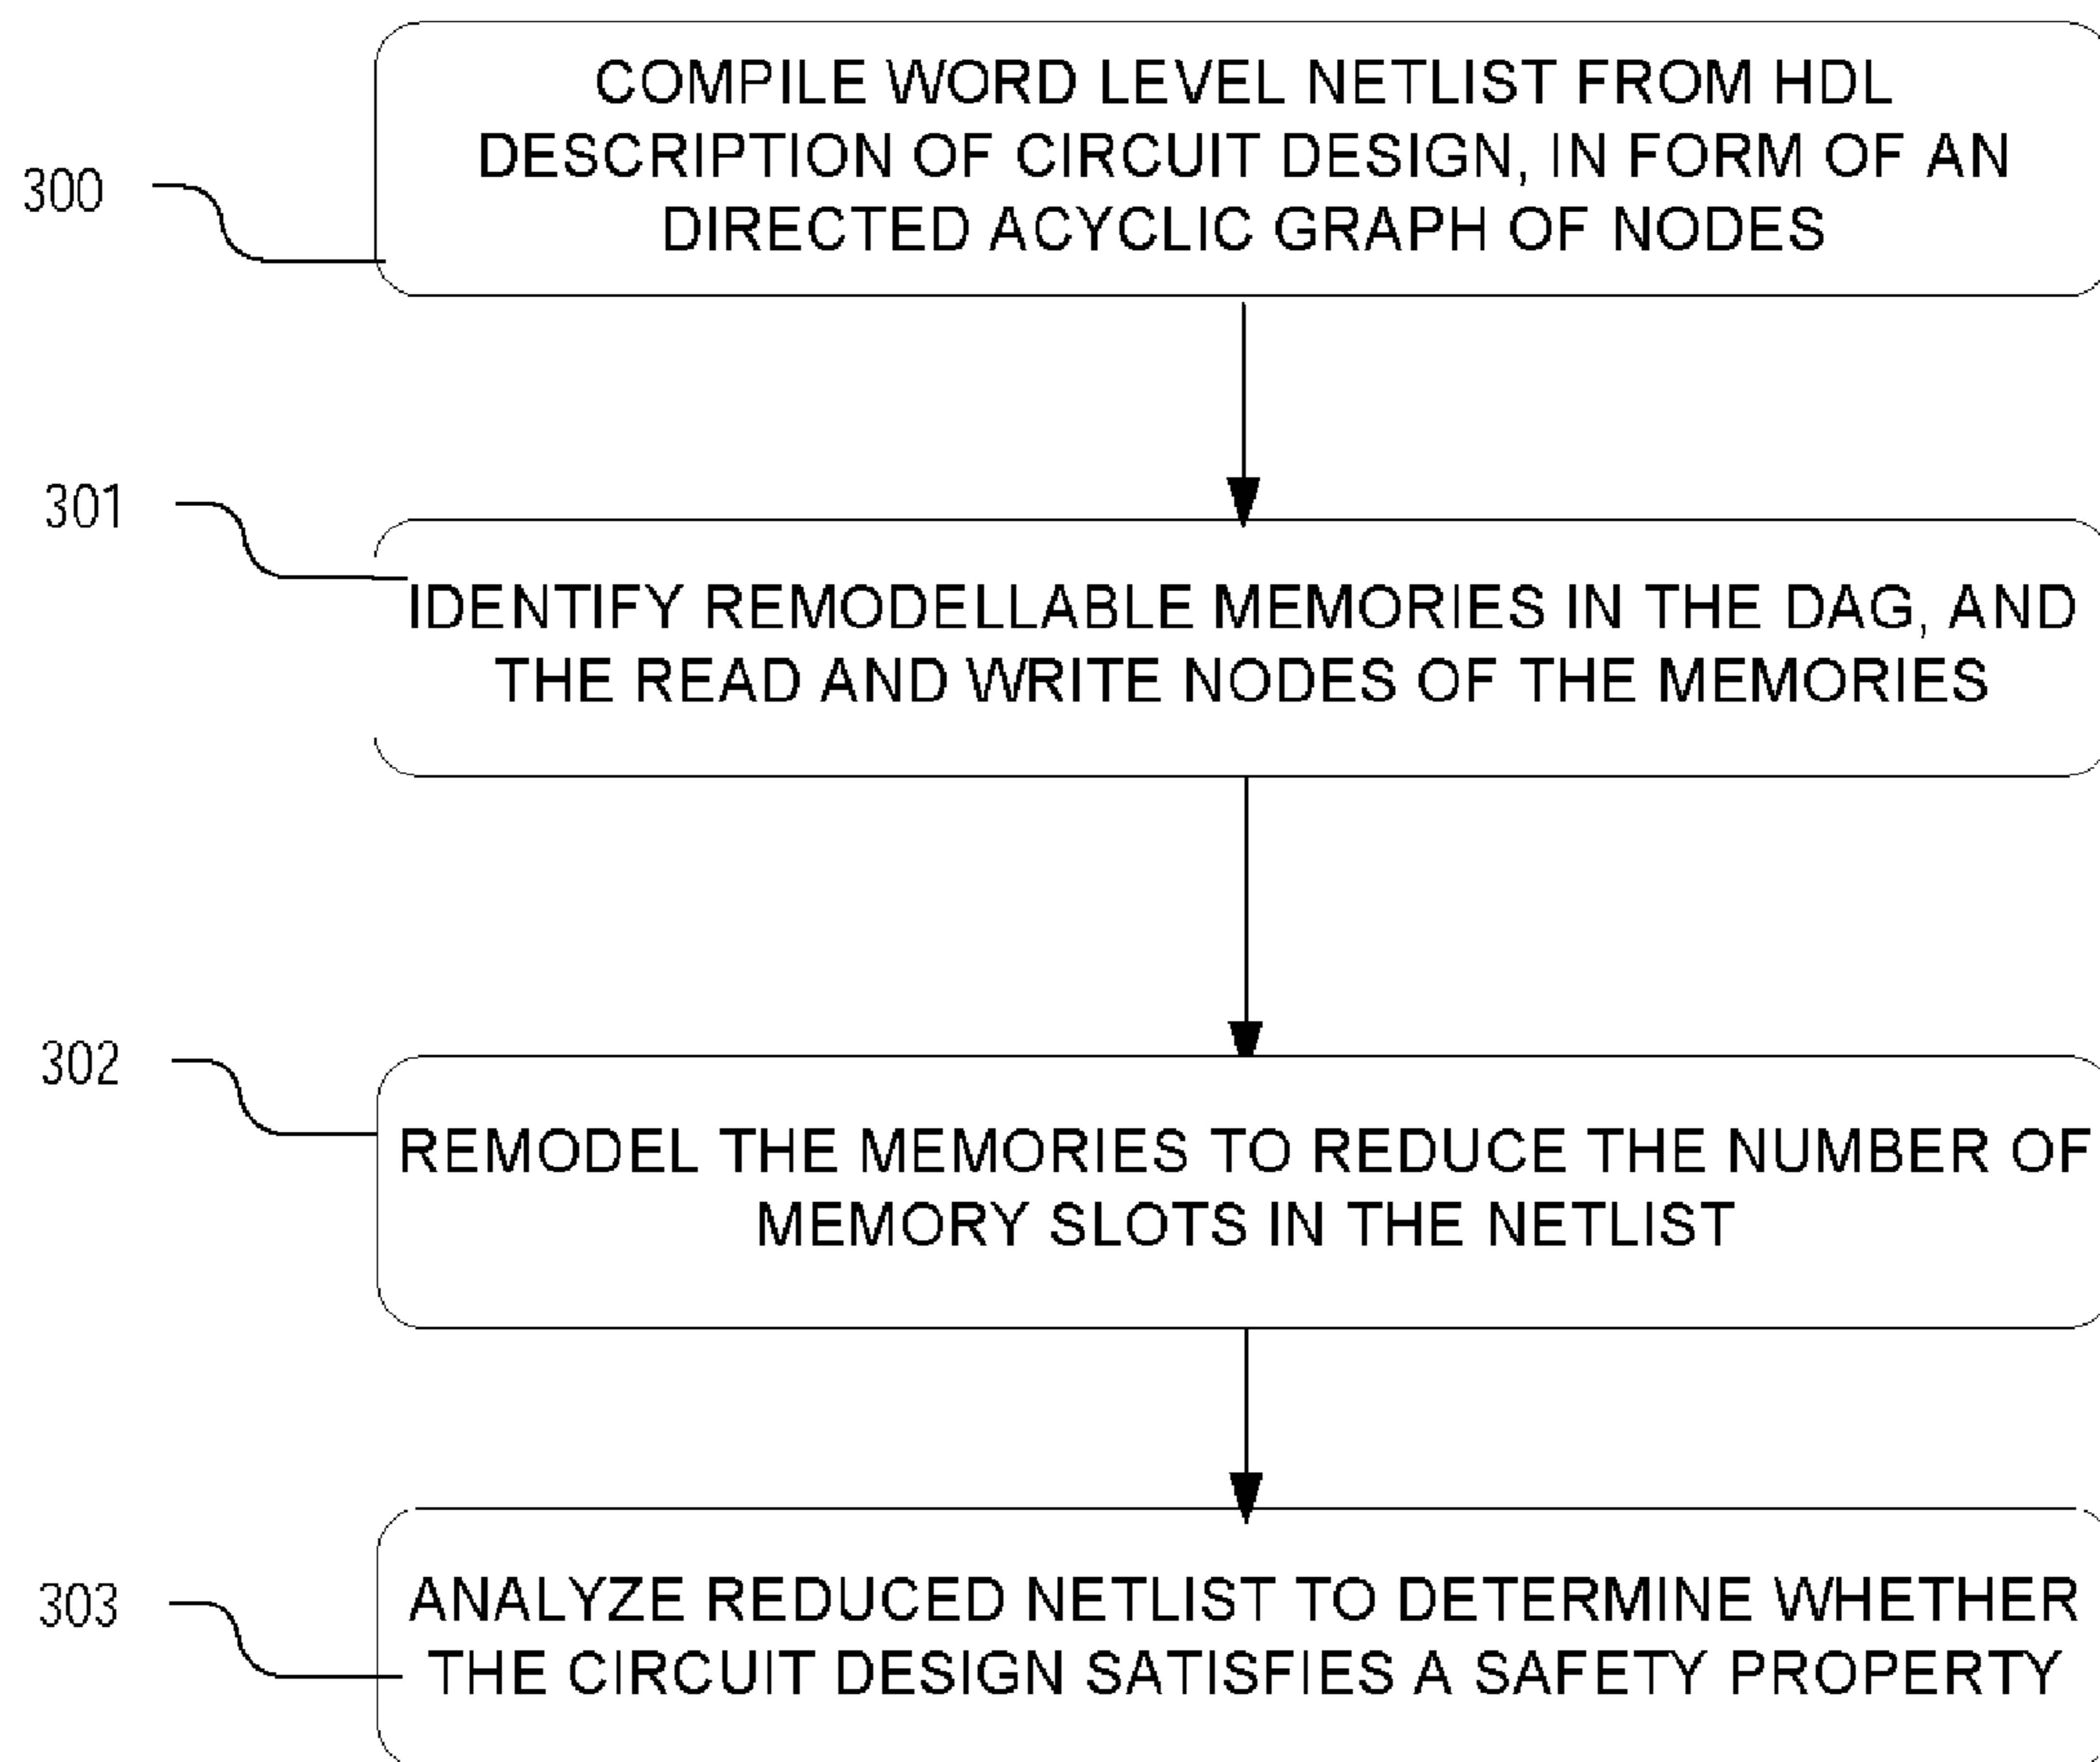 COMPILE WORD LEVEL NETLIST FROM HDL
DESCRIPTION OF CIRCUIT DESIGN, IN FORM OF AN
DIRECTED ACYCLIC GRAPH OF NODES
300
301
IDENTIFY REMODELLABLE MEMORIES IN THE DAG, AND
THE READ AND WRITE NODES OF THE MEMORIES
302
REMODEL THE MEMORIES TO REDUCE THE NUMBER OF
MEMORY SLOTS IN THE NETLIST
303
ANALYZE REDUCED NETLIST TO DETERMINE WHETHER
THE CIRCUIT DESIGN SATISFIES A SAFETY PROPERTY